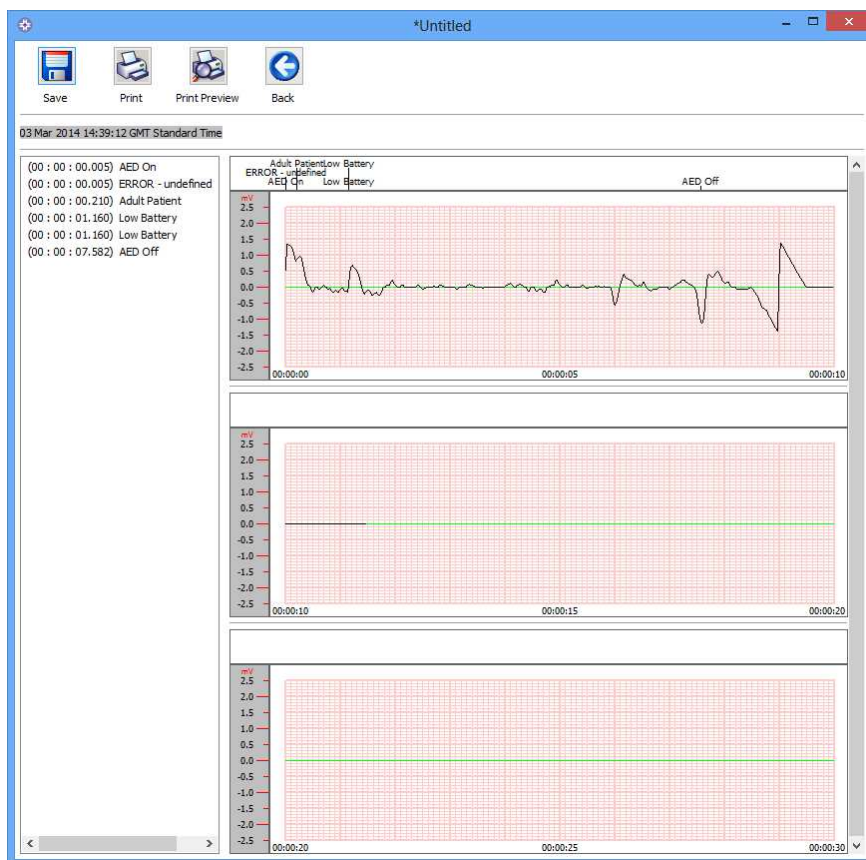 *Untitled
Save Print Print Preview Back
03 Mar 2014 14:39:12 GMT Standard Time
(00 : 00 : 00.005) AED On
(00 : 00 : 00.005) ERROR - undefined
(00 : 00 : 00.210) Adult Patient
(00 : 00 : 01.160) Low Battery
(00 : 00 : 01.160) Low Battery
(00 : 00 : 07.582) AED Off
Adult Patient Low Battery
ERROR - undefined
AED On Low Battery AED Off
mV
2.5
2.0
1.5
1.0
0.5
0.0
-0.5
-1.0
-1.5
-2.0
-2.5
00:00:00 00:00:05 00:00:10
mV
2.5
2.0
1.5
1.0
0.5
0.0
-0.5
-1.0
-1.5
-2.0
-2.5
00:00:10 00:00:15 00:00:20
mV
2.5
2.0
1.5
1.0
0.5
0.0
-0.5
-1.0
-1.5
-2.0
-2.5
00:00:20 00:00:25 00:00:30